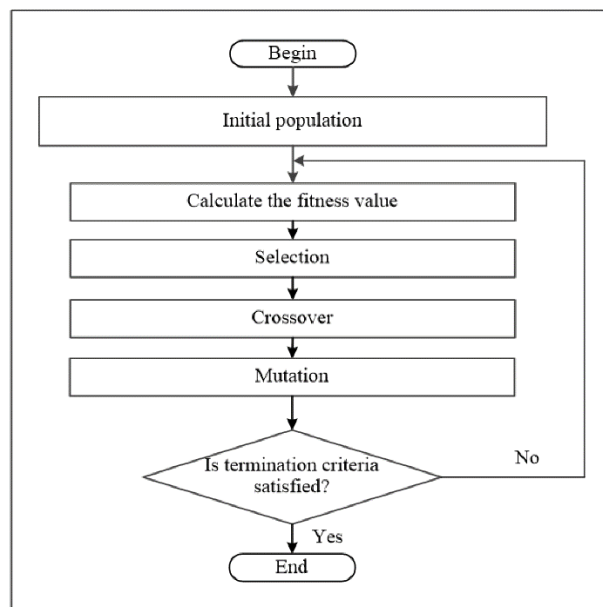 Begin
Initial population
Calculate the fitness value
Selection
Crossover
Mutation
Is termination criteria
satisfied?
No
Yes
End